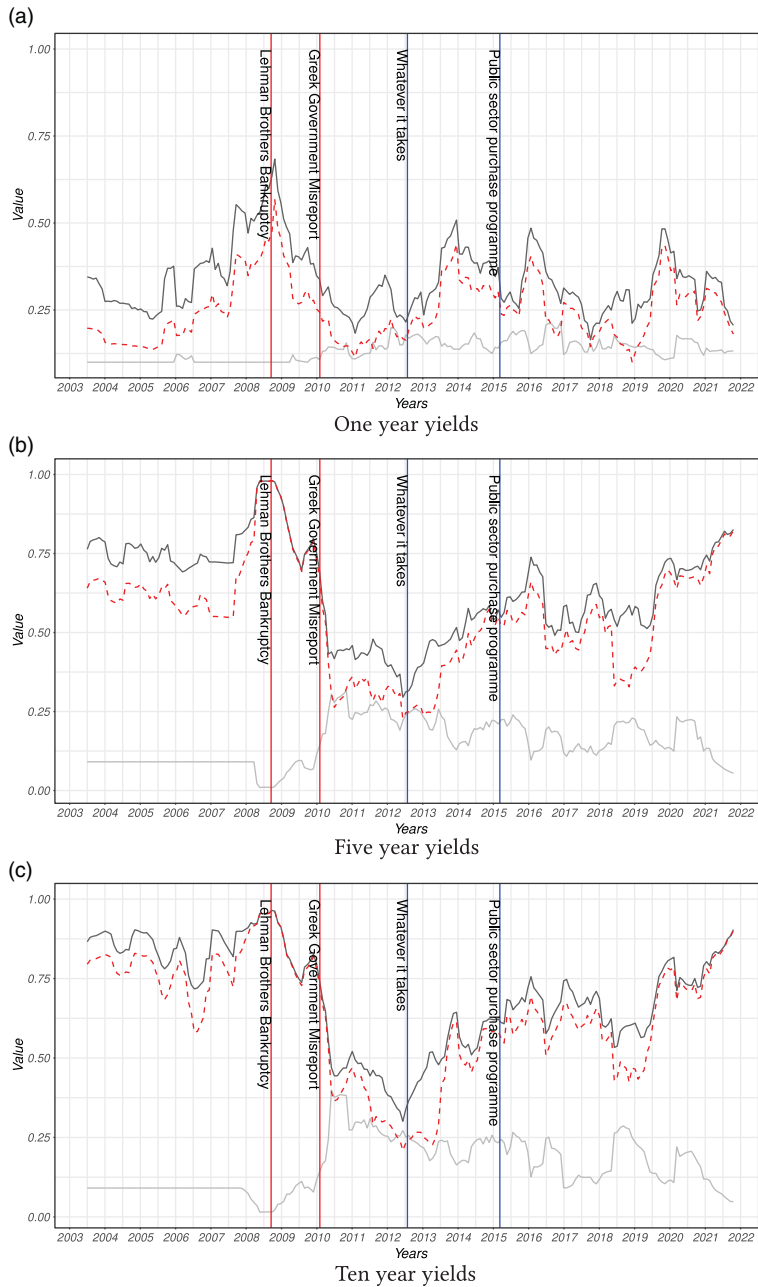 (a)
1.00
0.75
0.50
0.25
Value
Lehman Brothers Bankruptcy
Greek Government Misreport
Whatever it takes
Public sector purchase programme
2003 2004 2005 2006 2007 2008 2009 2010 2011 2012 2013 2014 2015 2016 2017 2018 2019 2020 2021 2022
Years
One year yields
(b)
1.00
0.75
0.50
0.25
0.00
Value
Lehman Brothers Bankruptcy
Greek Government Misreport
Whatever it takes
Public sector purchase programme
2003 2004 2005 2006 2007 2008 2009 2010 2011 2012 2013 2014 2015 2016 2017 2018 2019 2020 2021 2022
Years
Five year yields
(c)
1.00
0.75
0.50
0.25
0.00
Value
Lehman Brothers Bankruptcy
Greek Government Misreport
Whatever it takes
Public sector purchase programme
2003 2004 2005 2006 2007 2008 2009 2010 2011 2012 2013 2014 2015 2016 2017 2018 2019 2020 2021 2022
Years
Ten year yields